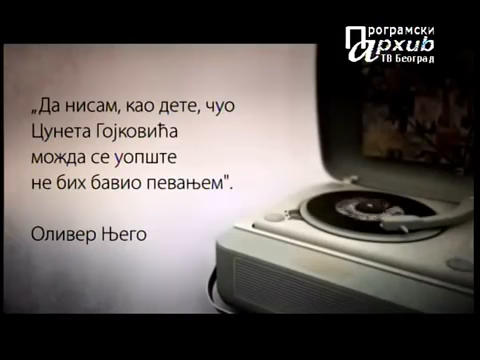 Програмски
Архив
ТВ Београд
„Да нисам, као дете, чуо
Цунета Гојковића
можда се уопште
не бих бавио певањем".
Оливер Њего